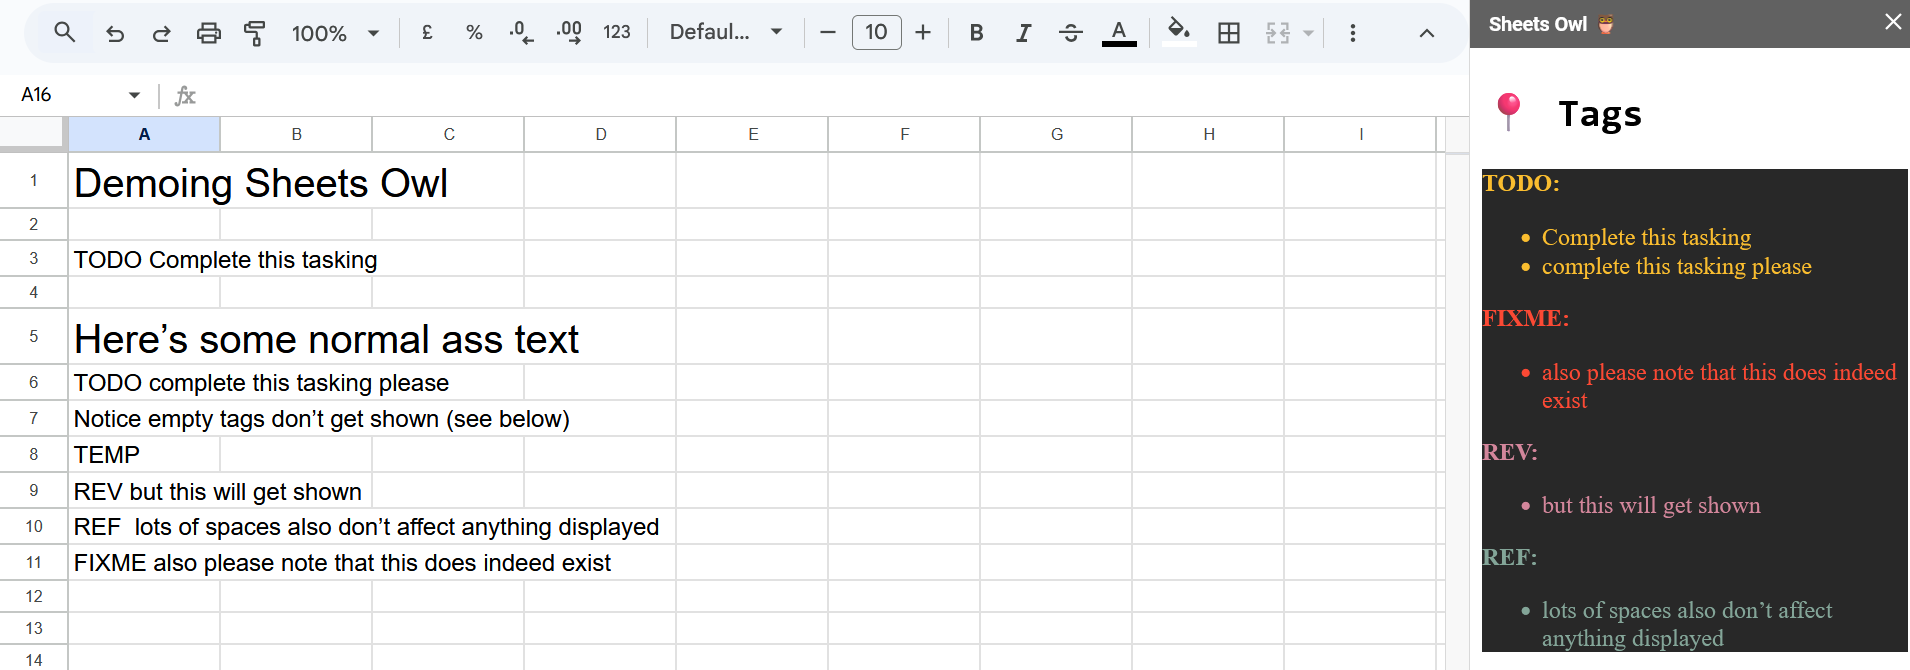 100%
£
%
.0
.00
123
Defaul...
10
B
I
A
Sheets Owl
A16
fx
Tags
A B C D E F G H I
1 Demoing Sheets Owl
2
3 TODO Complete this tasking
4
5 Here’s some normal ass text
6 TODO complete this tasking please
7 Notice empty tags don’t get shown (see below)
8 TEMP
9 REV but this will get shown
10 REF  lots of spaces also don’t affect anything displayed
11 FIXME also please note that this does indeed exist
12
13
14
TODO:
• Complete this tasking
• complete this tasking please
FIXME:
• also please note that this does indeed
exist
REV:
• but this will get shown
REF:
• lots of spaces also don’t affect
anything displayed